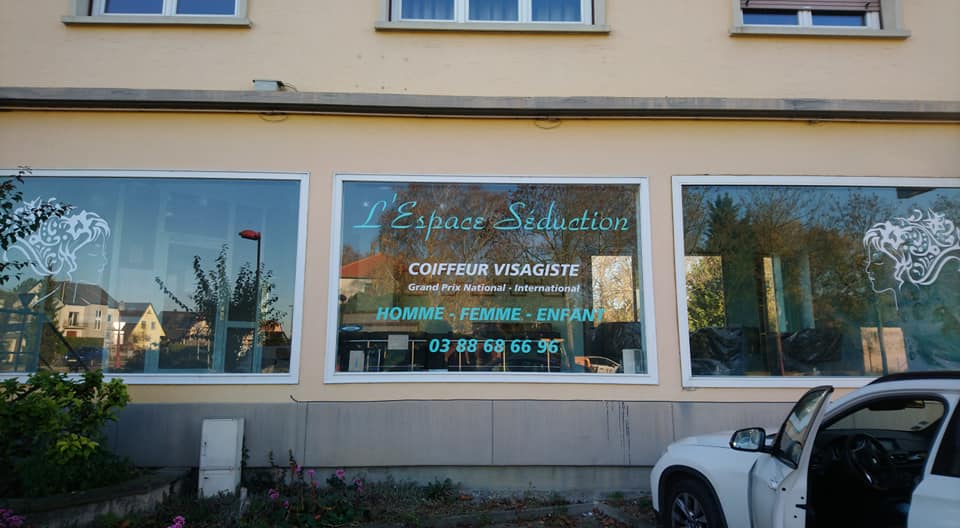 L'Espace Séduction
COIFFEUR VISAGISTE
Grand Prix National - International
HOMME - FEMME - ENFANT
03 88 68 66 96